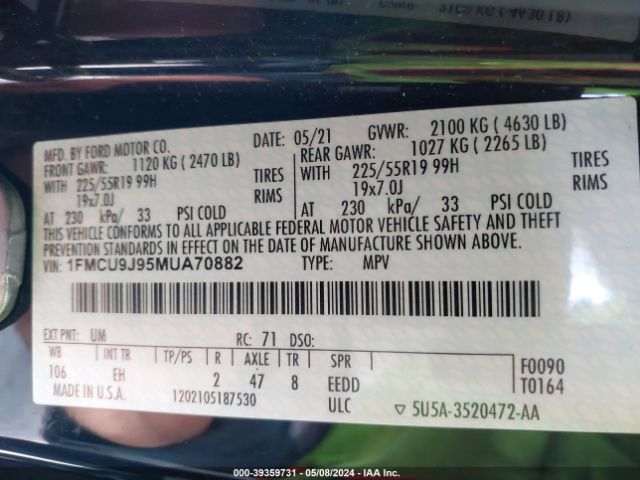 2100 KG ( 4630 LB)
MFD. BY FORD MOTOR CO. DATE: 05/21 GVWR: 2100 KG ( 4630 LB)
FRONT GAWR: 1120 KG ( 2470 LB) REAR GAWR: 1027 KG ( 2265 LB)
WITH 225/55R19 99H TIRES WITH 225/55R19 99H TIRES
19x7.0J RIMS 19x7.0J RIMS
AT 230 kPa/ 33 PSI COLD AT 230 kPa/ 33 PSI COLD
THIS VEHICLE CONFORMS TO ALL APPLICABLE FEDERAL MOTOR VEHICLE SAFETY AND THEFT
PREVENTION STANDARDS IN EFFECT ON THE DATE OF MANUFACTURE SHOWN ABOVE.
VIN: 1FMCU9J95MUA70882 TYPE: MPV
EXT PNT: UM RC: 71 DSO:
WB INT TR TP/PS R AXLE TR SPR F0090
106 EH 2 47 8 EEDD T0164
MADE IN U.S.A. 1202105187530 ULC ▽ 5U5A-3520472-AA
000-39359731 - 05/08/2024 - IAA Inc.